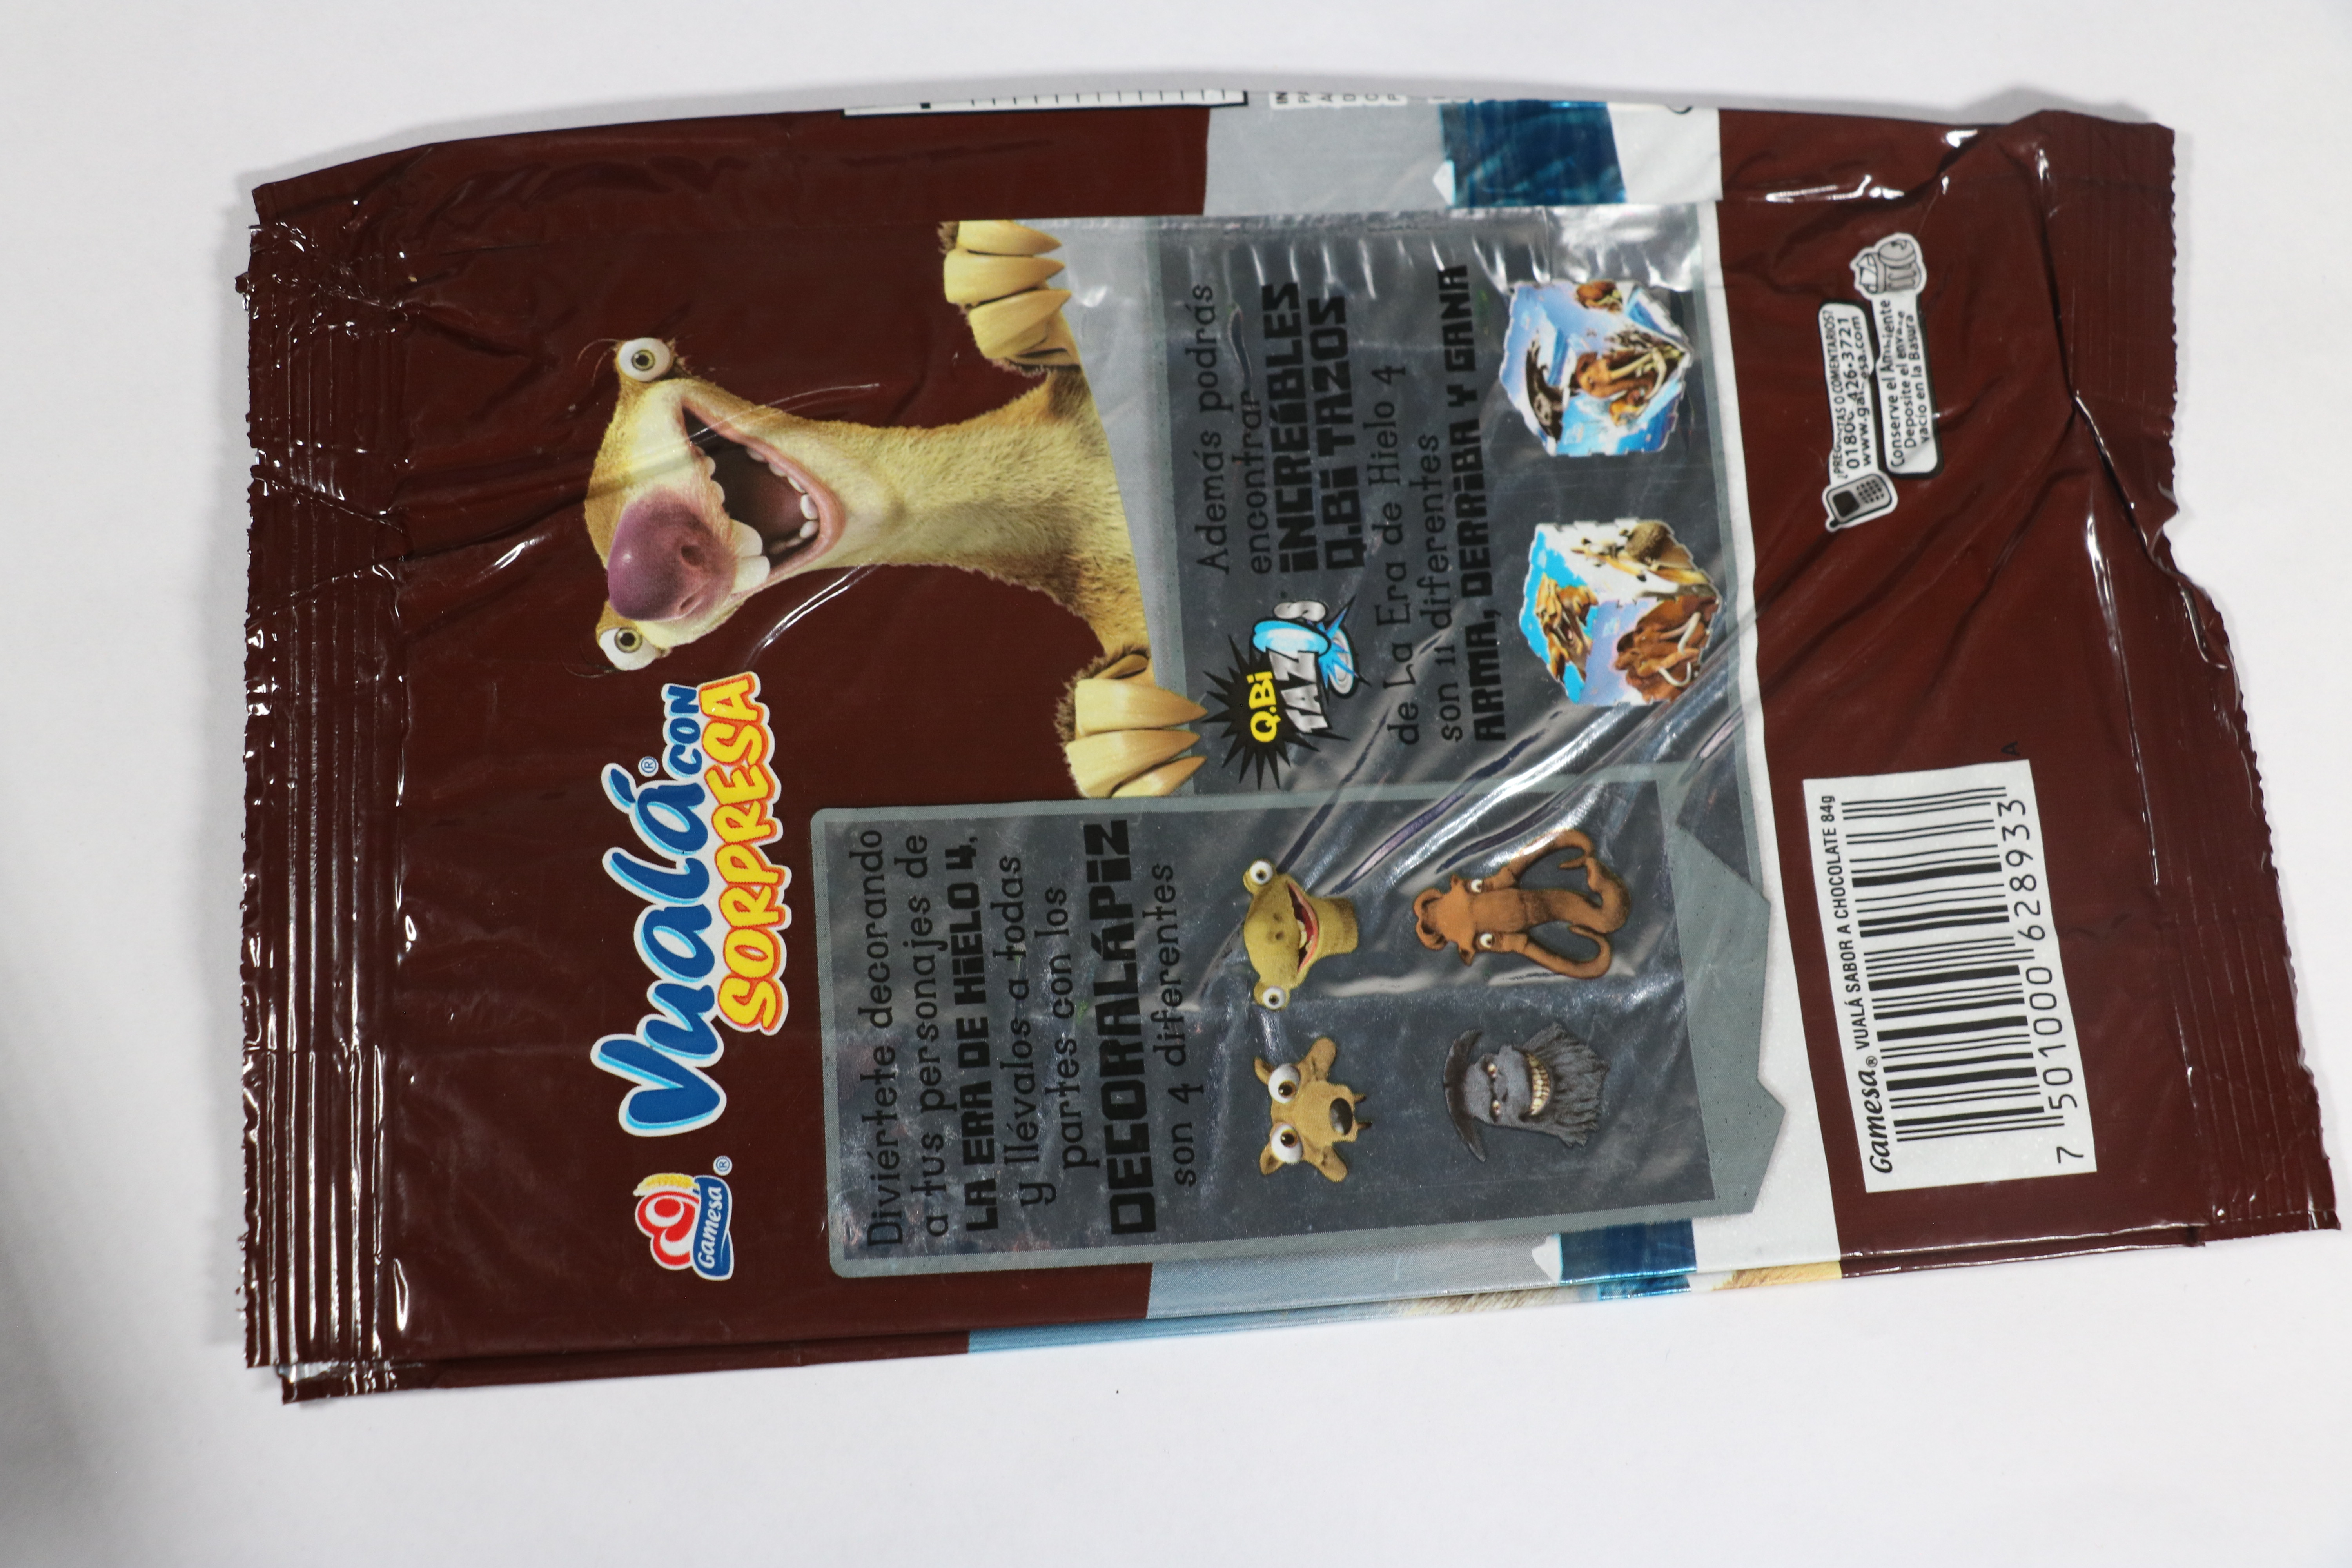 Gamesa®
Vualá® CON
SORPRESA
Diviértete decorando
a tus personajes de
LA ERA DE HIELO 4,
y llévalos a todas
partes con los
DECORALÁPIZ
son 4 diferentes
Además podrás
encontrar
INCREÍBLES
Q.BI TAZOS
Q.Bi
TAZOS
de La Era de Hielo 4
son 11 diferentes
ARMA, DERRIBA Y GANA
Gamesa® VUALÁ SABOR A CHOCOLATE 84g
7 501000 628933
A
¿PREGUNTAS O COMENTARIOS?
01800 426-3721
www.gamesa.com
Conserve el Ambiente
Deposite el envase
vacío en la Basura